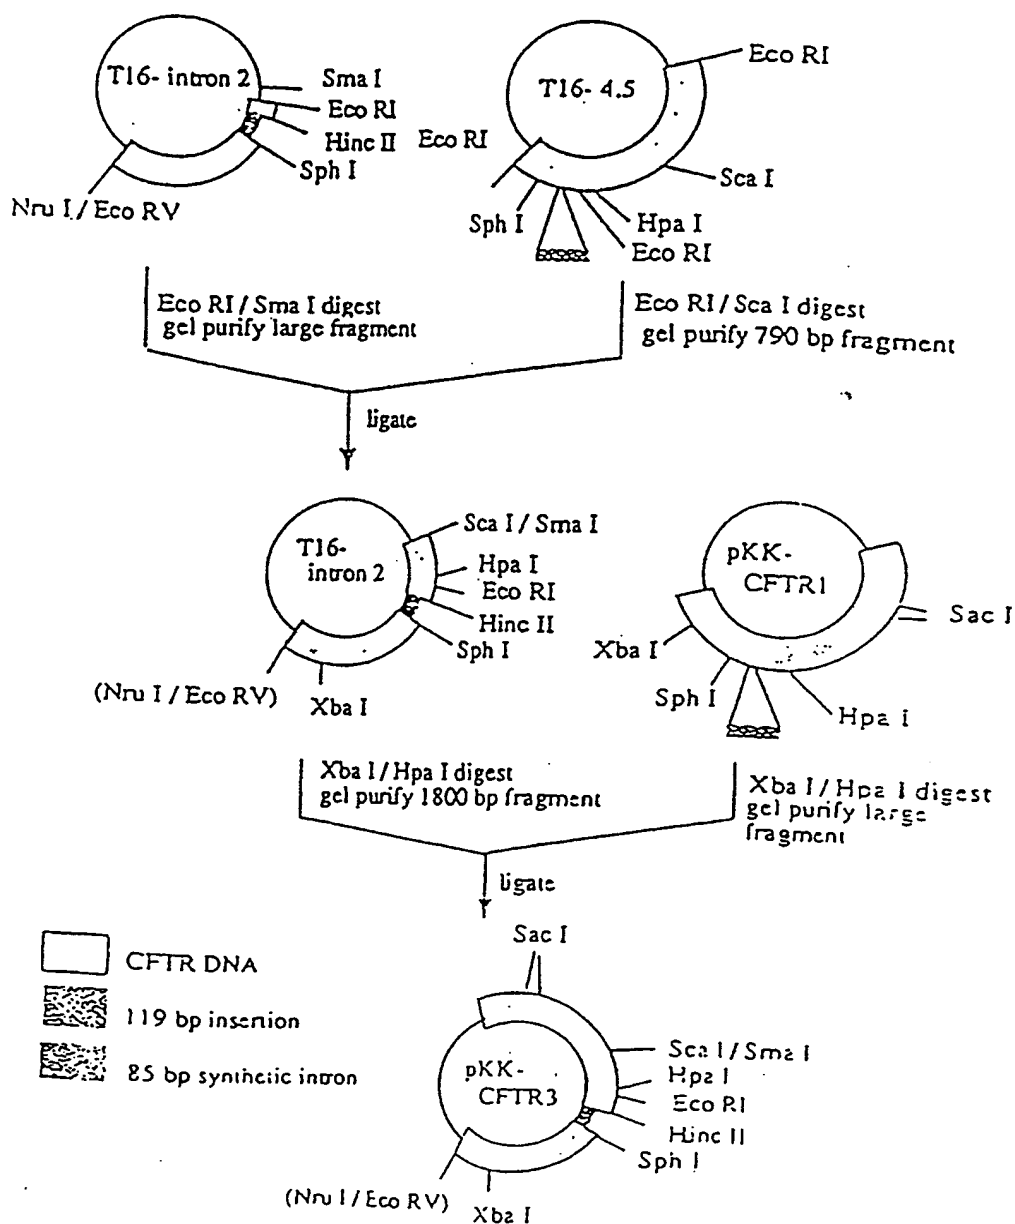 T16- intron 2
Sma I
Eco RI
Hinc II
Sph I
Nru I / Eco RV
T16- 4.5
Eco RI
Eco RI
Sca I
Sph I
Hpa I
Eco RI
Eco RI / Sma I digest
gel purify large fragment
Eco RI / Sca I digest
gel purify 790 bp fragment
ligate
T16-
intron 2
Sca I / Sma I
Hpa I
Eco RI
Hinc II
Sph I
(Nru I / Eco RV)
Xba I
pKK-
CFTR1
Sac I
Xba I
Sph I
Hpa I
Xba I / Hpa I digest
gel purify 1800 bp fragment
Xba I / Hpa I digest
gel purify large
fragment
ligate
CFTR DNA
119 bp insertion
85 bp synthetic intron
Sac I
pKK-
CFTR3
Sca I / Sma I
Hpa I
Eco RI
Hinc II
Sph I
(Nru I / Eco RV)
Xba I